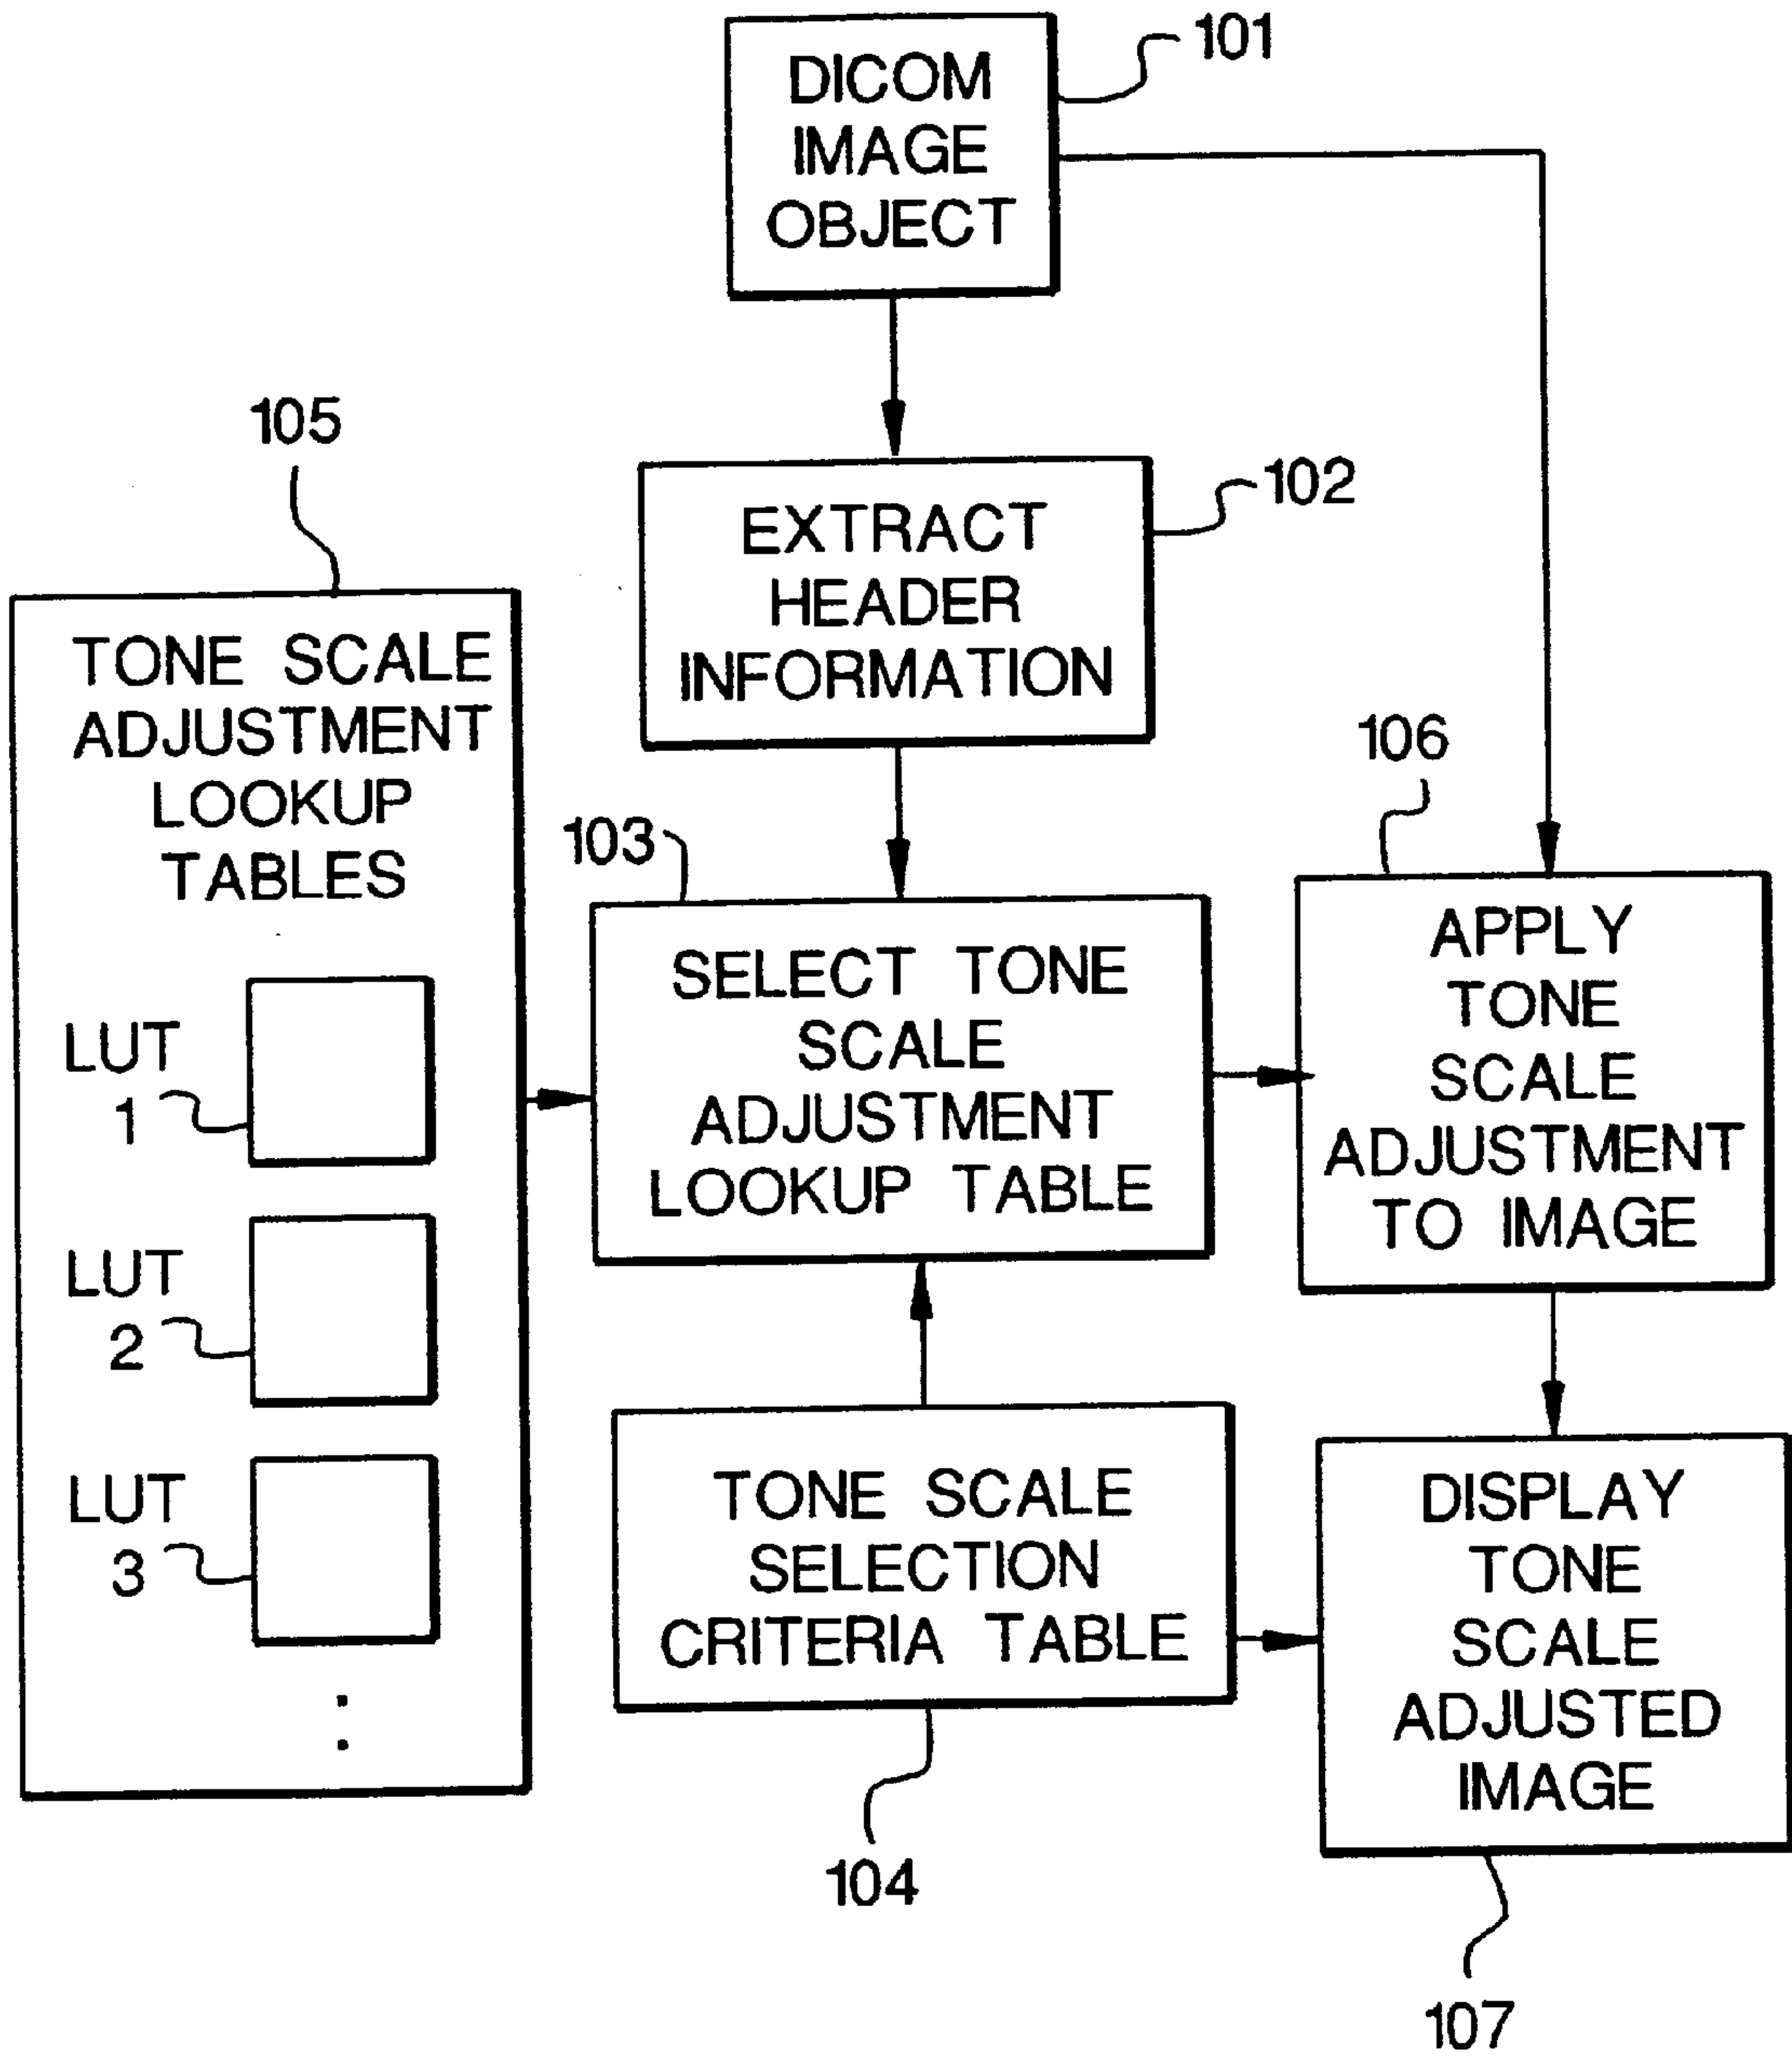 DICOM
IMAGE
OBJECT
101
EXTRACT
HEADER
INFORMATION
102
105
TONE SCALE
ADJUSTMENT
LOOKUP
TABLES
LUT
1
LUT
2
LUT
3
103
SELECT TONE
SCALE
ADJUSTMENT
LOOKUP TABLE
106
APPLY
TONE
SCALE
ADJUSTMENT
TO IMAGE
TONE SCALE
SELECTION
CRITERIA TABLE
104
DISPLAY
TONE
SCALE
ADJUSTED
IMAGE
107